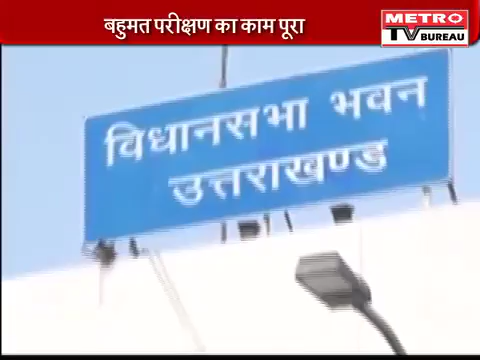 बहुमत परीक्षण का काम पूरा
METRO
TV BUREAU
विधानसभा भवन
उत्तराखण्ड